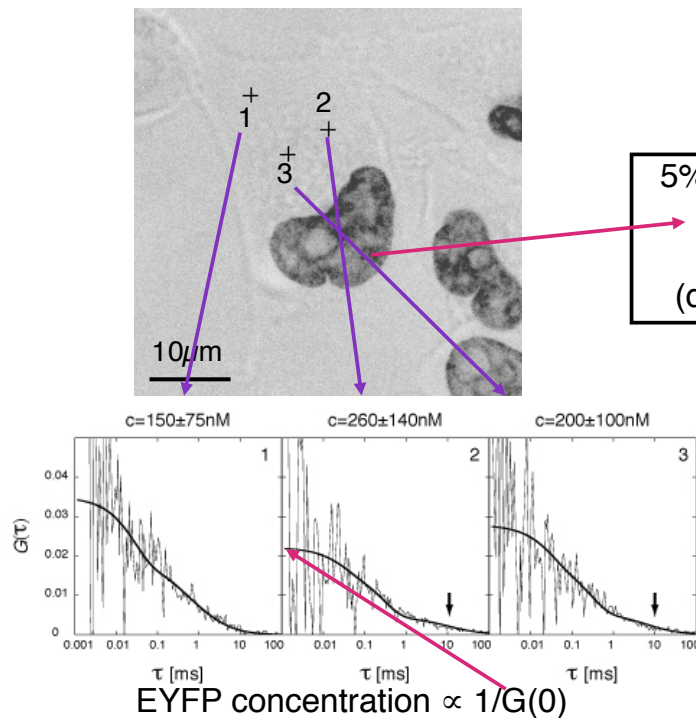 + 1
2 +
+ 3
5%
(c
10µm
c=150±75nM
c=260±140nM
c=200±100nM
1
2
3
G(τ)
0.04
0.03
0.02
0.01
0
0.001 0.01 0.1 1 10 100
0.01 0.1 1 10 100
0.01 0.1 1 10 100
τ [ms]
τ [ms]
τ [ms]
EYFP concentration ∝ 1/G(0)